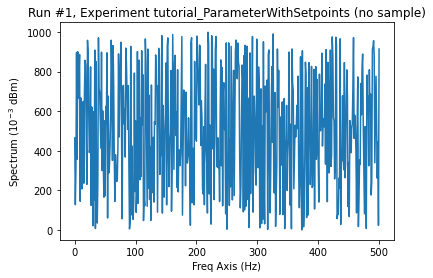 Run #1, Experiment tutorial_ParameterWithSetpoints (no sample)
1000
800
600
400
200
0
Spectrum (10⁻³ dBm)
0 100 200 300 400 500
Freq Axis (Hz)